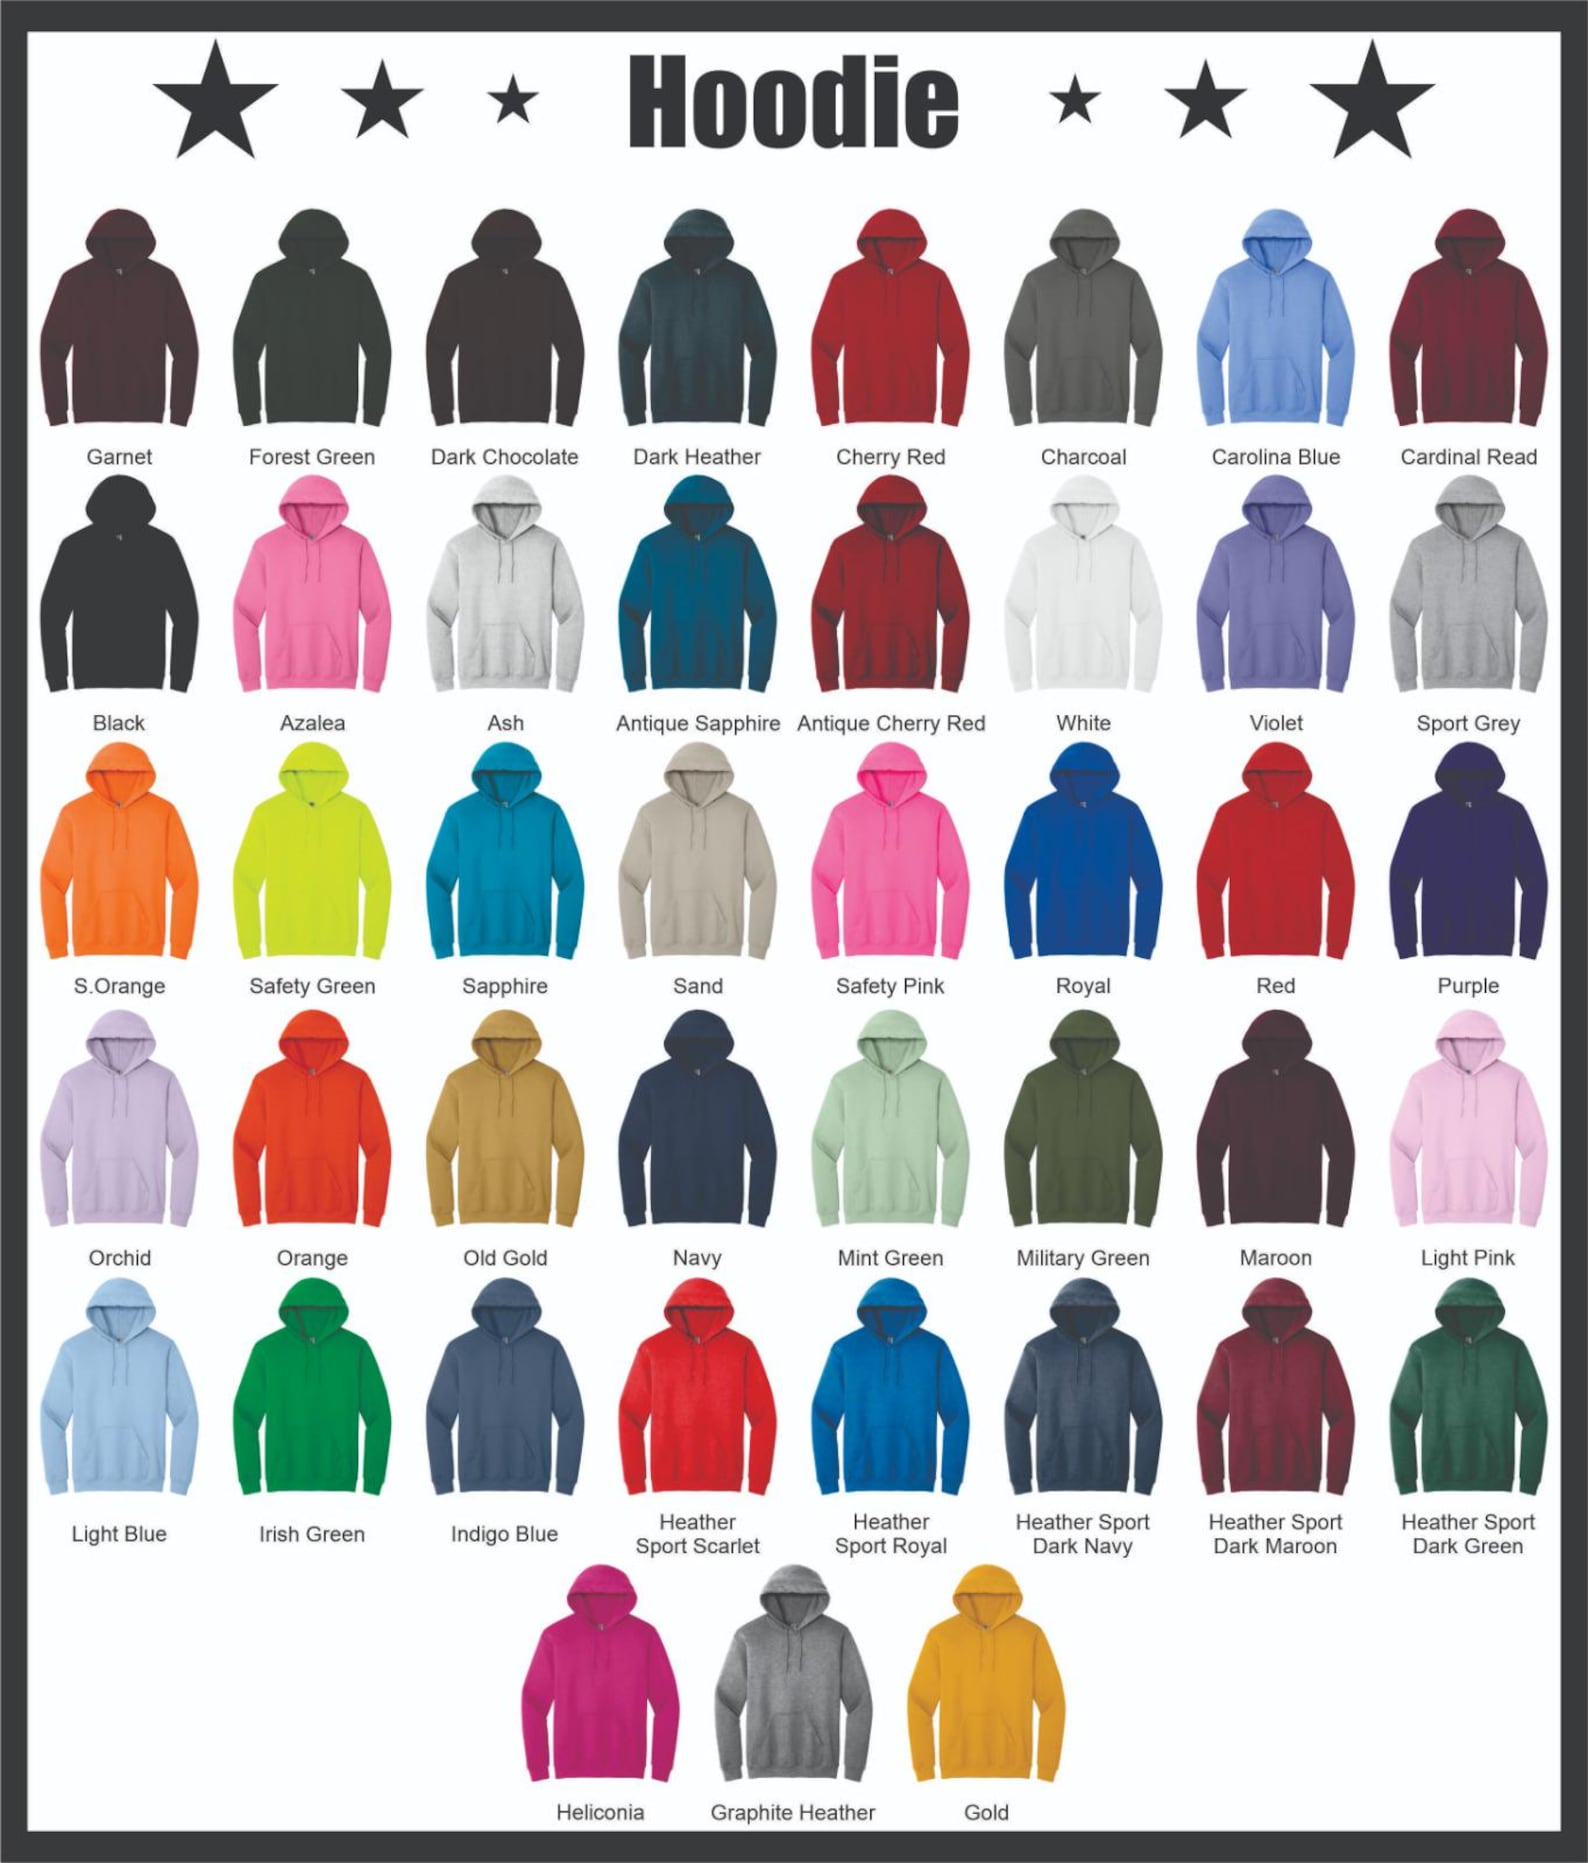 Hoodie
Garnet
Forest Green
Dark Chocolate
Dark Heather
Cherry Red
Charcoal
Carolina Blue
Cardinal Read
Black
Azalea
Ash
Antique Sapphire
Antique Cherry Red
White
Violet
Sport Grey
S.Orange
Safety Green
Sapphire
Sand
Safety Pink
Royal
Red
Purple
Orchid
Orange
Old Gold
Navy
Mint Green
Military Green
Maroon
Light Pink
Light Blue
Irish Green
Indigo Blue
Heather
Sport Scarlet
Heather
Sport Royal
Heather Sport
Dark Navy
Heather Sport
Dark Maroon
Heather Sport
Dark Green
Heliconia
Graphite Heather
Gold